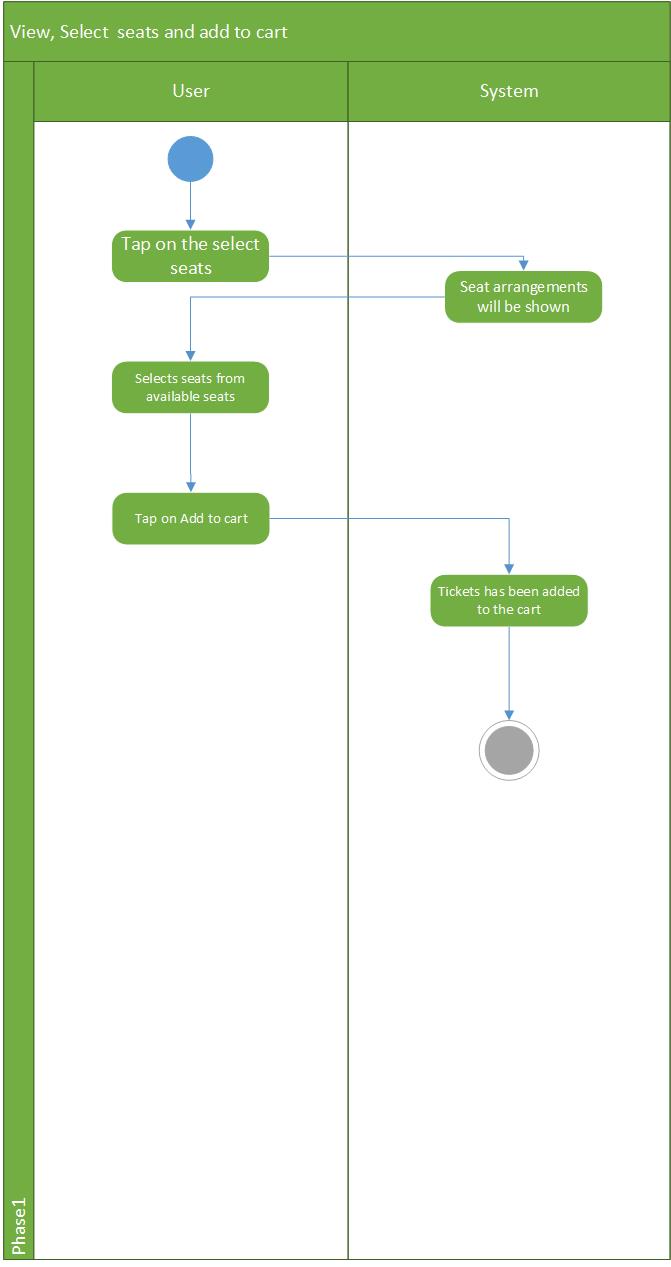 View, Select  seats and add to cart
User
System
Tap on the select
seats
Seat arrangements
will be shown
Selects seats from
available seats
Tap on Add to cart
Tickets has been added
to the cart
Phase1